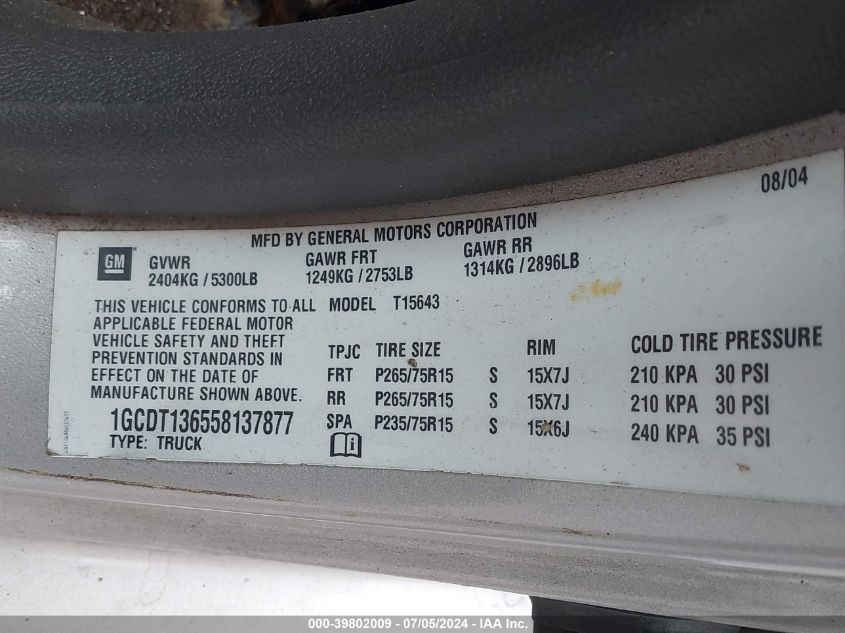 08/04
MFD BY GENERAL MOTORS CORPORATION
GM
GVWR GAWR FRT GAWR RR
2404KG / 5300LB 1249KG / 2753LB 1314KG / 2896LB
THIS VEHICLE CONFORMS TO ALL
APPLICABLE FEDERAL MOTOR
VEHICLE SAFETY AND THEFT
PREVENTION STANDARDS IN
EFFECT ON THE DATE OF
MANUFACTURE SHOWN ABOVE.
1GCDT136558137877
TYPE: TRUCK
MODEL T15643
TPJC TIRE SIZE RIM COLD TIRE PRESSURE
FRT P265/75R15 S 15X7J 210 KPA 30 PSI
RR P265/75R15 S 15X7J 210 KPA 30 PSI
SPA P235/75R15 S 15X6J 240 KPA 35 PSI
000-39802009 - 07/05/2024 - IAA Inc.